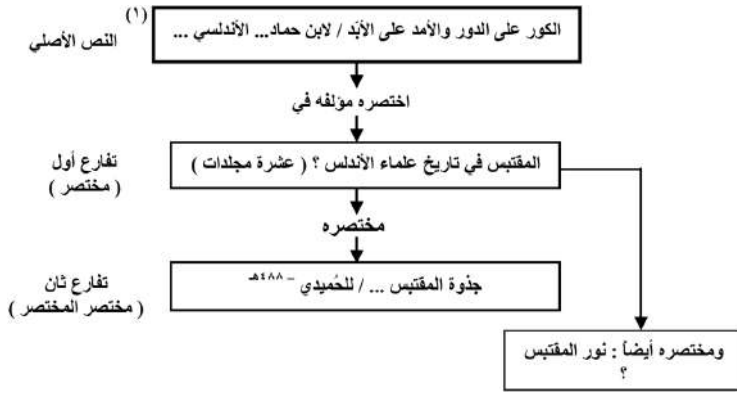 (١)
النص الأصلي
الكور على الدور والأمد على الأبَد / لابن حماد... الأندلسي ...
اختصره مؤلفه في
تفارع أول
( مختصر )
المقتبس في تاريخ علماء الأندلس ؟ ( عشرة مجلدات )
مختصره
تفارع ثان
( مختصر المختصر )
جذوة المقتبس ... / للحُميدي – ٤٨٨هـ
ومختصره أيضاً : نور المقتبس
؟